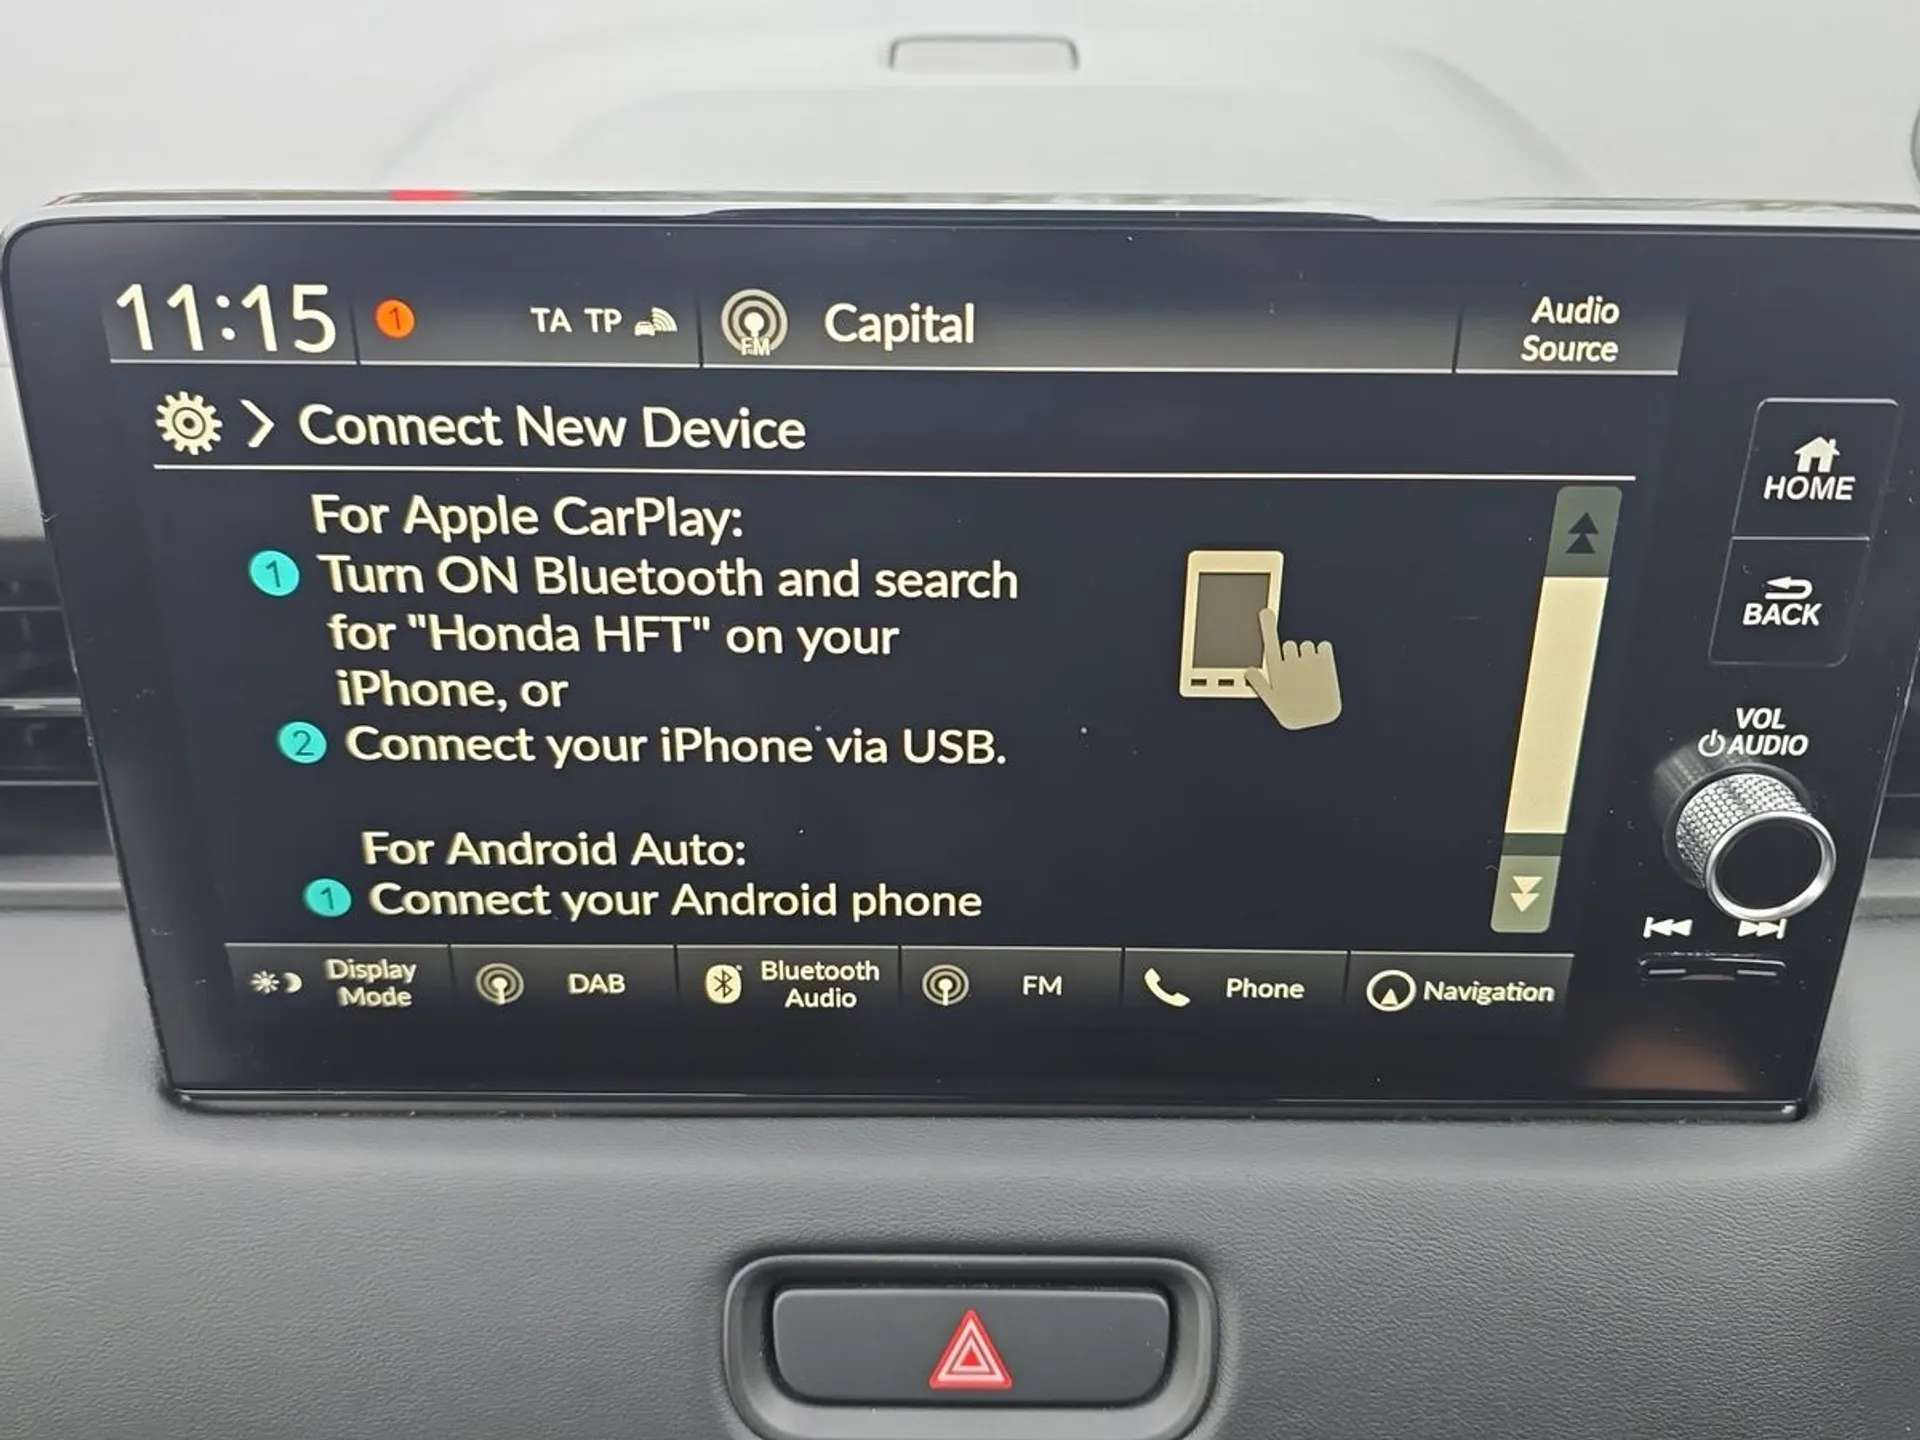 11:15 1 TA TP FM Capital Audio
Source
Connect New Device
For Apple CarPlay:
1 Turn ON Bluetooth and search
for "Honda HFT" on your
iPhone, or
2 Connect your iPhone via USB.
For Android Auto:
1 Connect your Android phone
HOME
BACK
VOL
AUDIO
Display
Mode
DAB
Bluetooth
Audio
FM
Phone
Navigation